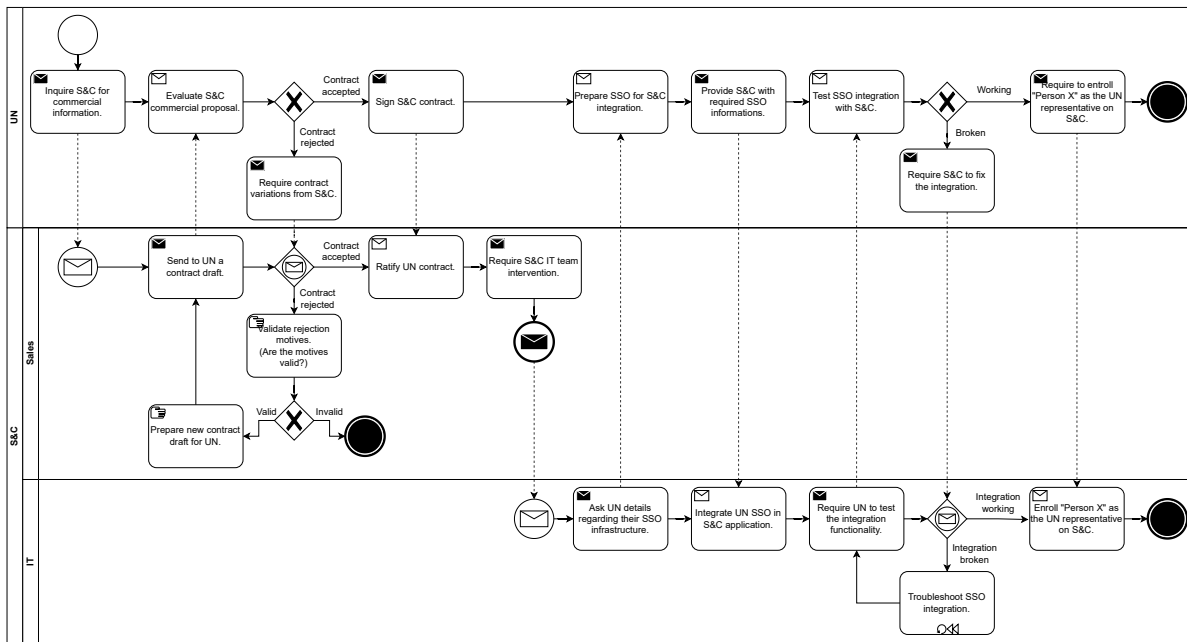 UN
Inquire S&C for
commercial
information.
Evaluate S&C
commercial proposal.
Contract
accepted
Contract
rejected
Sign S&C contract.
Require contract
variations from S&C.
Prepare SSO for S&C
integration.
Provide S&C with
required SSO
informations.
Test SSO integration
with S&C.
Working
Broken
Require to enroll
"Person X" as the UN
representative on
S&C.
Require S&C to fix
the integration.
S&C
Sales
Send to UN a
contract draft.
Contract
accepted
Contract
rejected
Ratify UN contract.
Require S&C IT team
intervention.
Validate rejection
motives.
(Are the motives
valid?)
Valid
Invalid
Prepare new contract
draft for UN.
IT
Ask UN details
regarding their SSO
infrastructure.
Integrate UN SSO in
S&C application.
Require UN to test
the integration
functionality.
Integration
working
Integration
broken
Enroll "Person X" as
the UN representative
on S&C.
Troubleshoot SSO
integration.